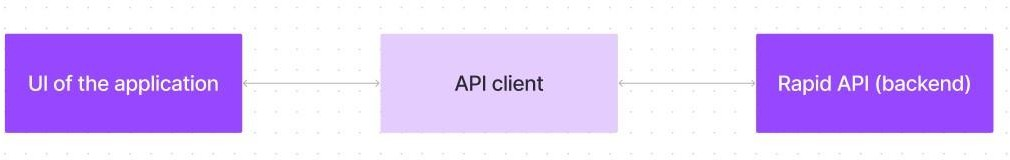 UI of the application
API client
Rapid API (backend)